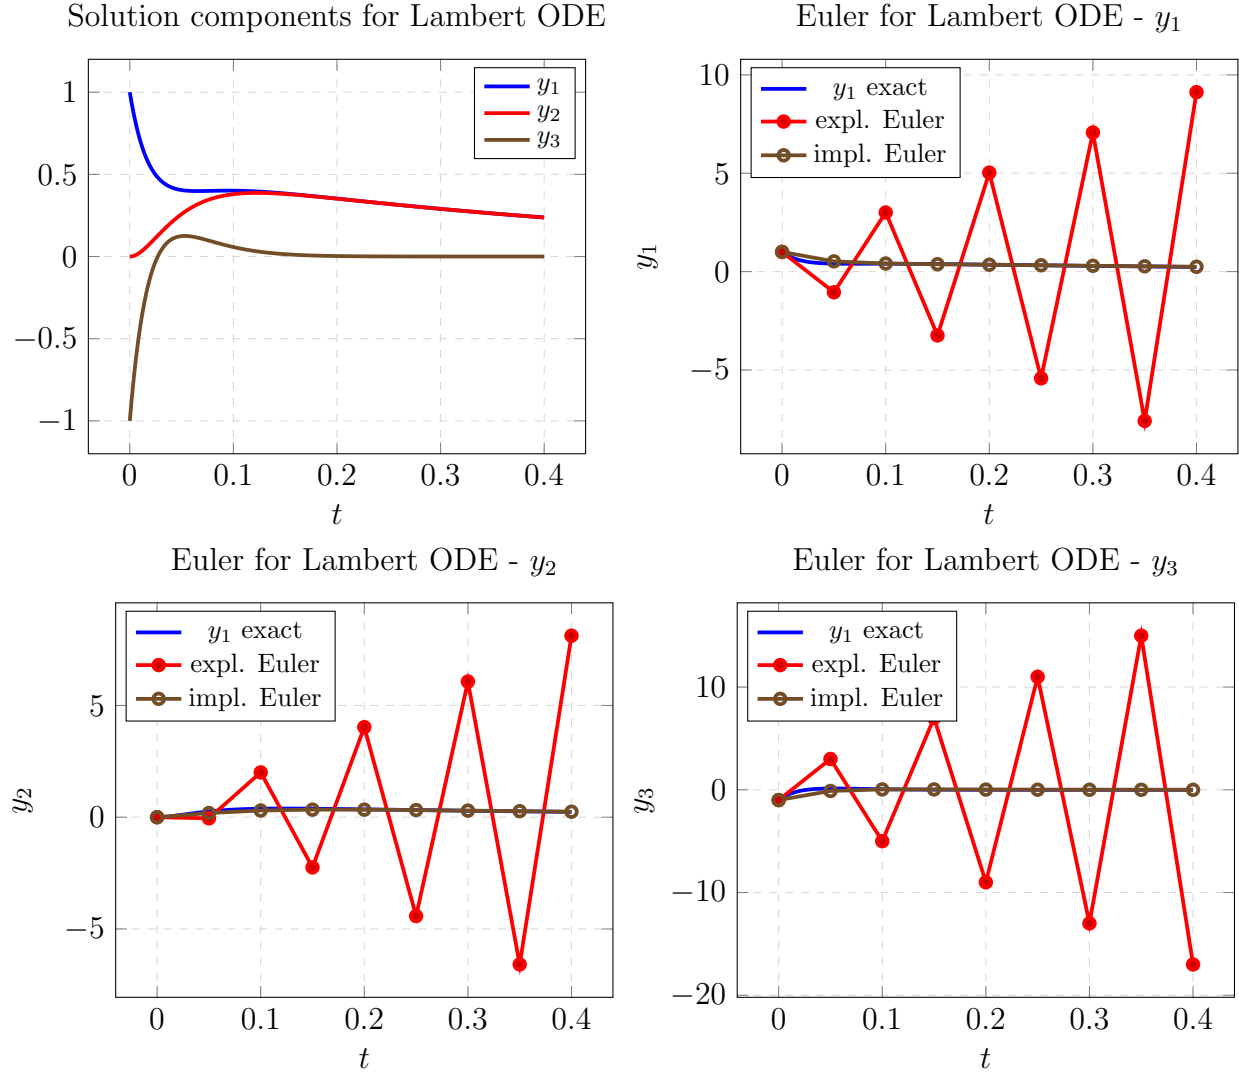 Solution components for Lambert ODE
y₁
y₂
y₃
1
0.5
0
−0.5
−1
0
0.1
0.2
0.3
0.4
t
Euler for Lambert ODE - y₁
y₁ exact
expl. Euler
impl. Euler
10
5
0
−5
y₁
0
0.1
0.2
0.3
0.4
t
Euler for Lambert ODE - y₂
y₁ exact
expl. Euler
impl. Euler
5
0
−5
y₂
0
0.1
0.2
0.3
0.4
t
Euler for Lambert ODE - y₃
y₁ exact
expl. Euler
impl. Euler
10
0
−10
−20
y₃
0
0.1
0.2
0.3
0.4
t